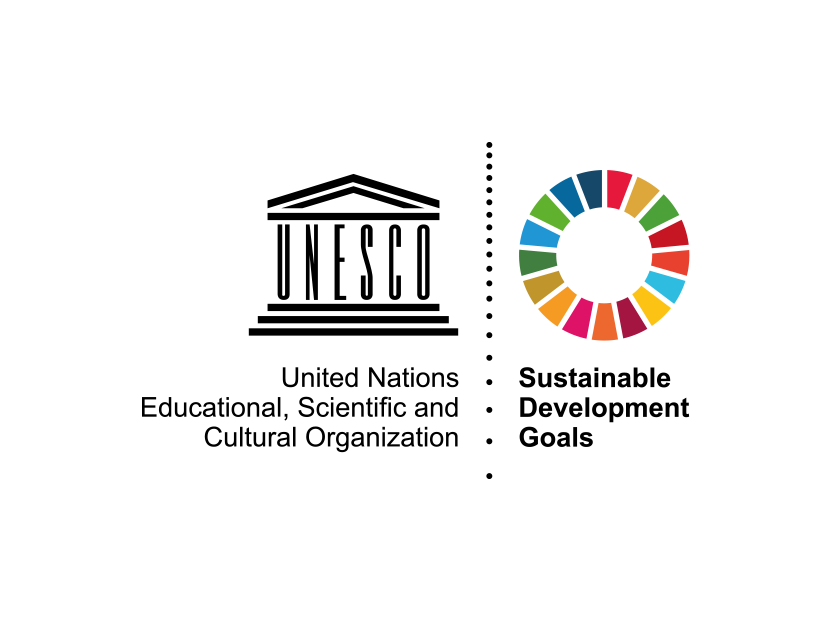 UNESCO
United Nations
Educational, Scientific and
Cultural Organization
Sustainable
Development
Goals